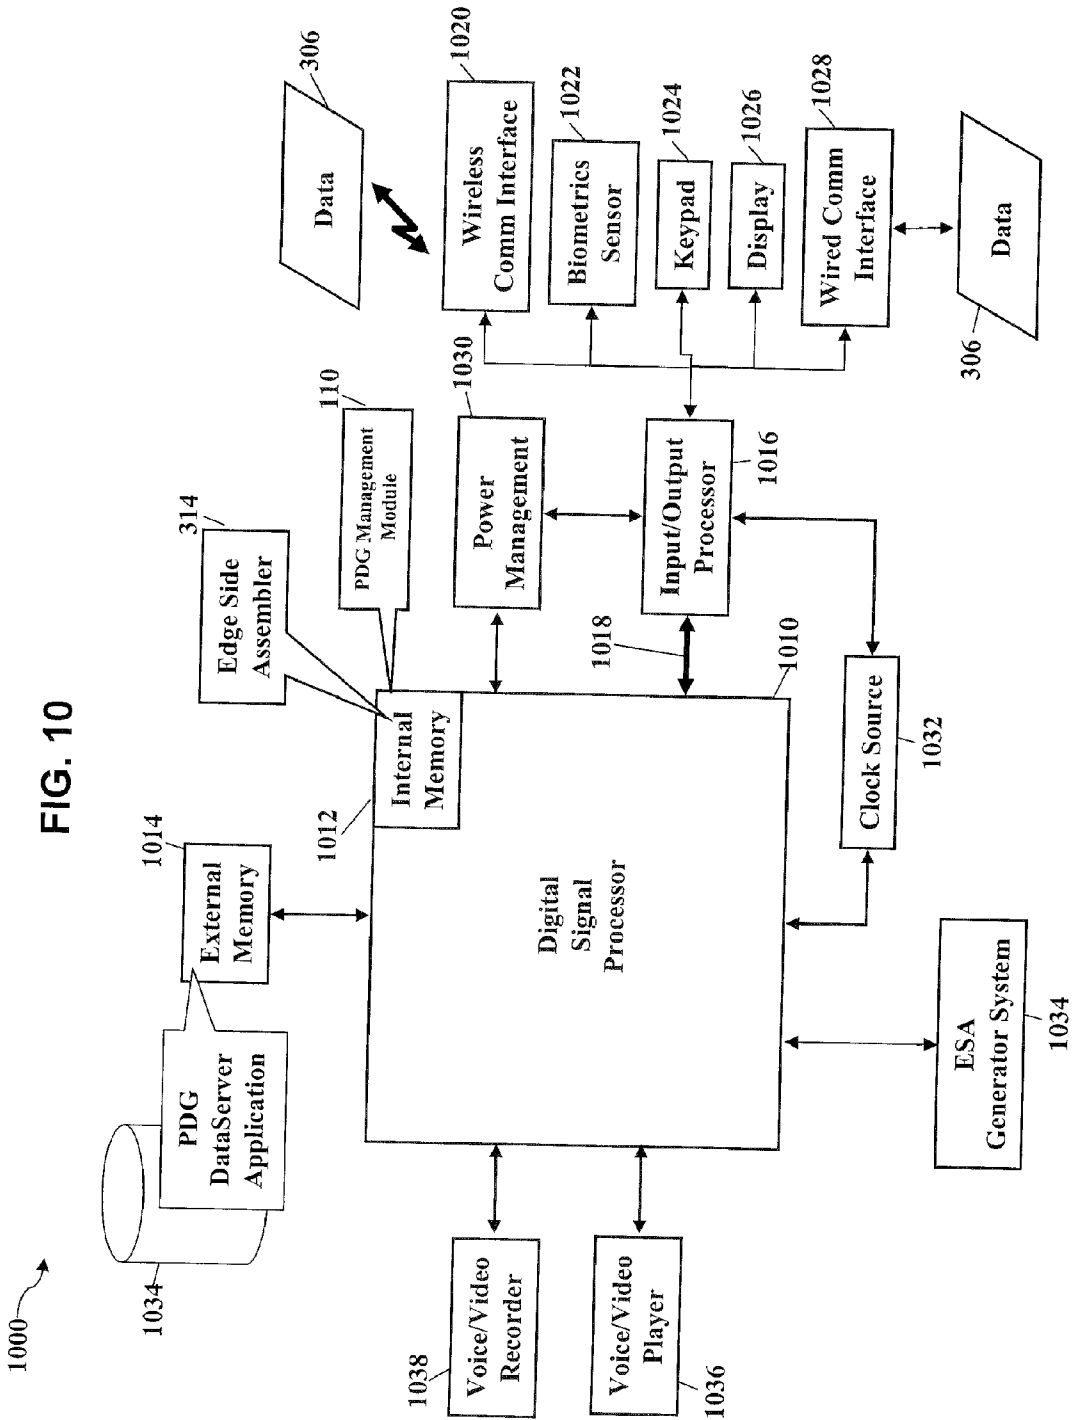 FIG. 10
1000
1034
PDG
DataServer
Application
1014
External
Memory
314
Edge Side
Assembler
110
PDG Management
Module
1012
Internal
Memory
306
Data
1020
Wireless
Comm Interface
1030
Power
Management
1022
Biometrics
Sensor
1024
Keypad
1026
Display
1028
Wired Comm
Interface
306
Data
1018
Input/Output
Processor
1016
1010
Digital
Signal
Processor
Clock Source
1032
1038
Voice/Video
Recorder
Voice/Video
Player
1036
ESA
Generator System
1034